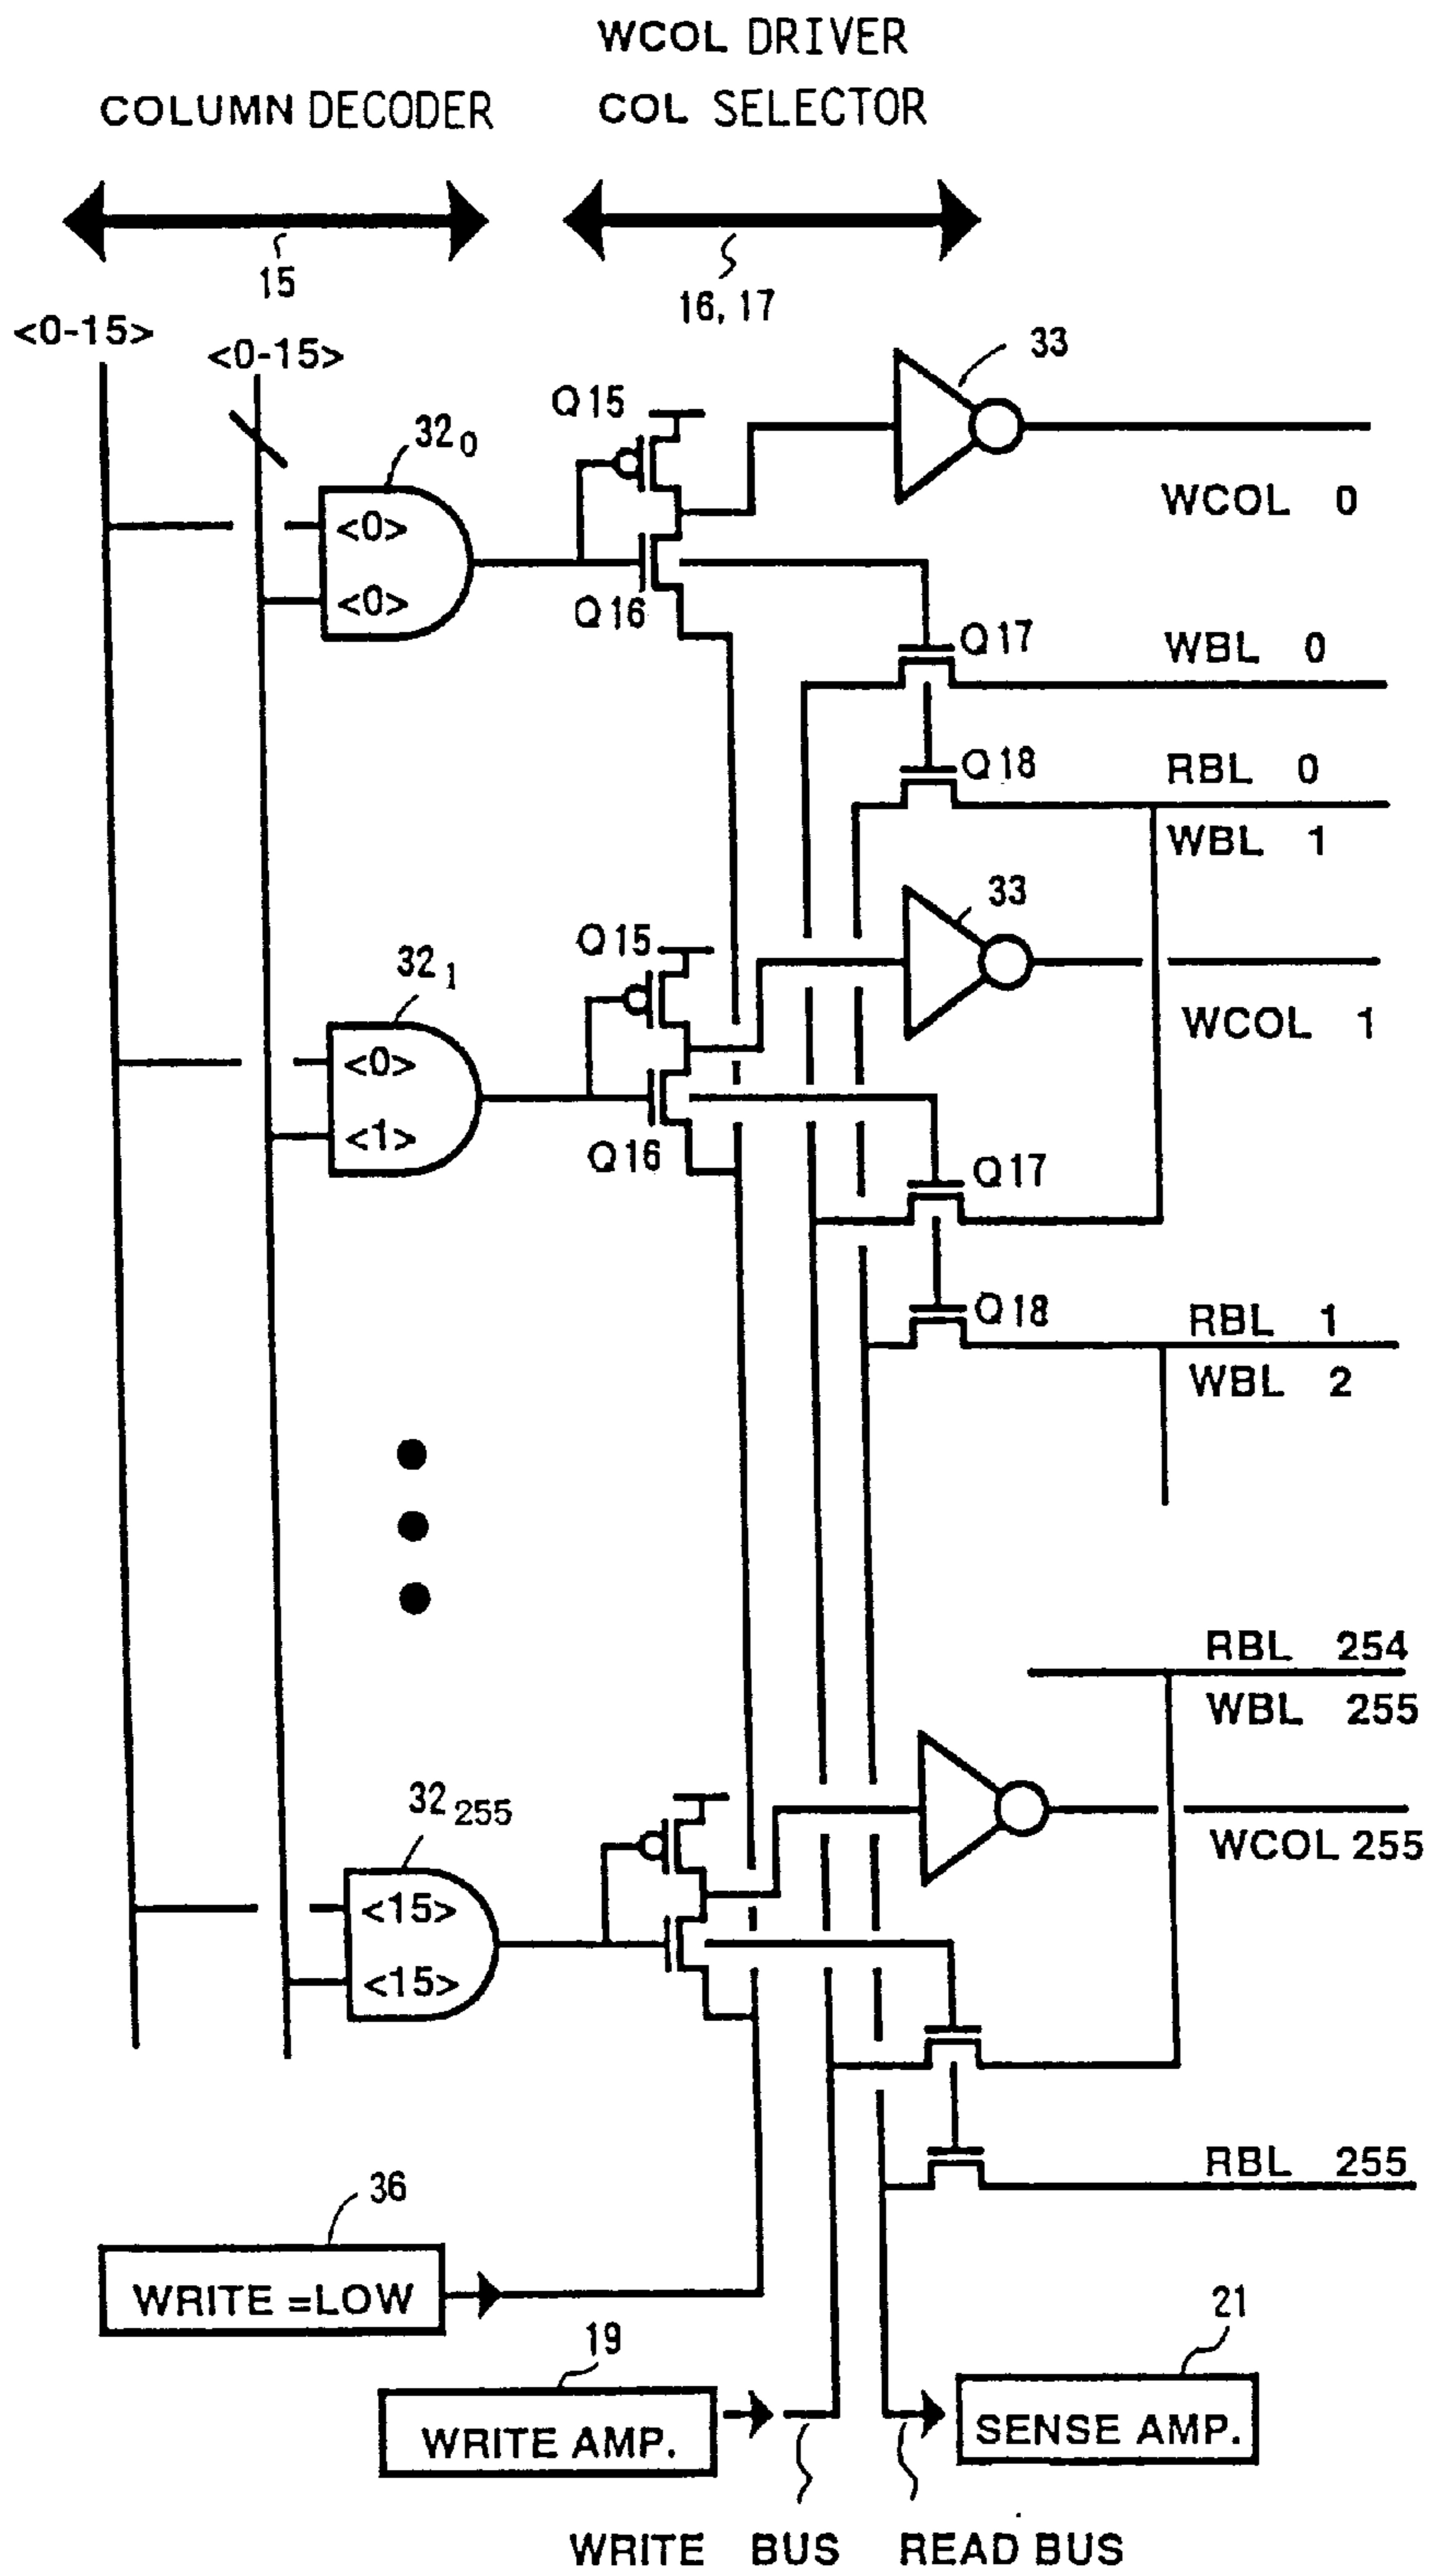 WCOL DRIVER
COLUMN DECODER
COL SELECTOR
15
16, 17
<0-15>
<0-15>
33
Q15
32 0
<0>
<0>
Q16
WCOL 0
Q17
WBL 0
Q18
RBL 0
WBL 1
33
Q15
32 1
<0>
<1>
Q16
WCOL 1
Q17
Q18
RBL 1
WBL 2
RBL 254
WBL 255
32 255
<15>
<15>
WCOL 255
RBL 255
36
WRITE =LOW
19
WRITE AMP.
21
SENSE AMP.
WRITE BUS
READ BUS